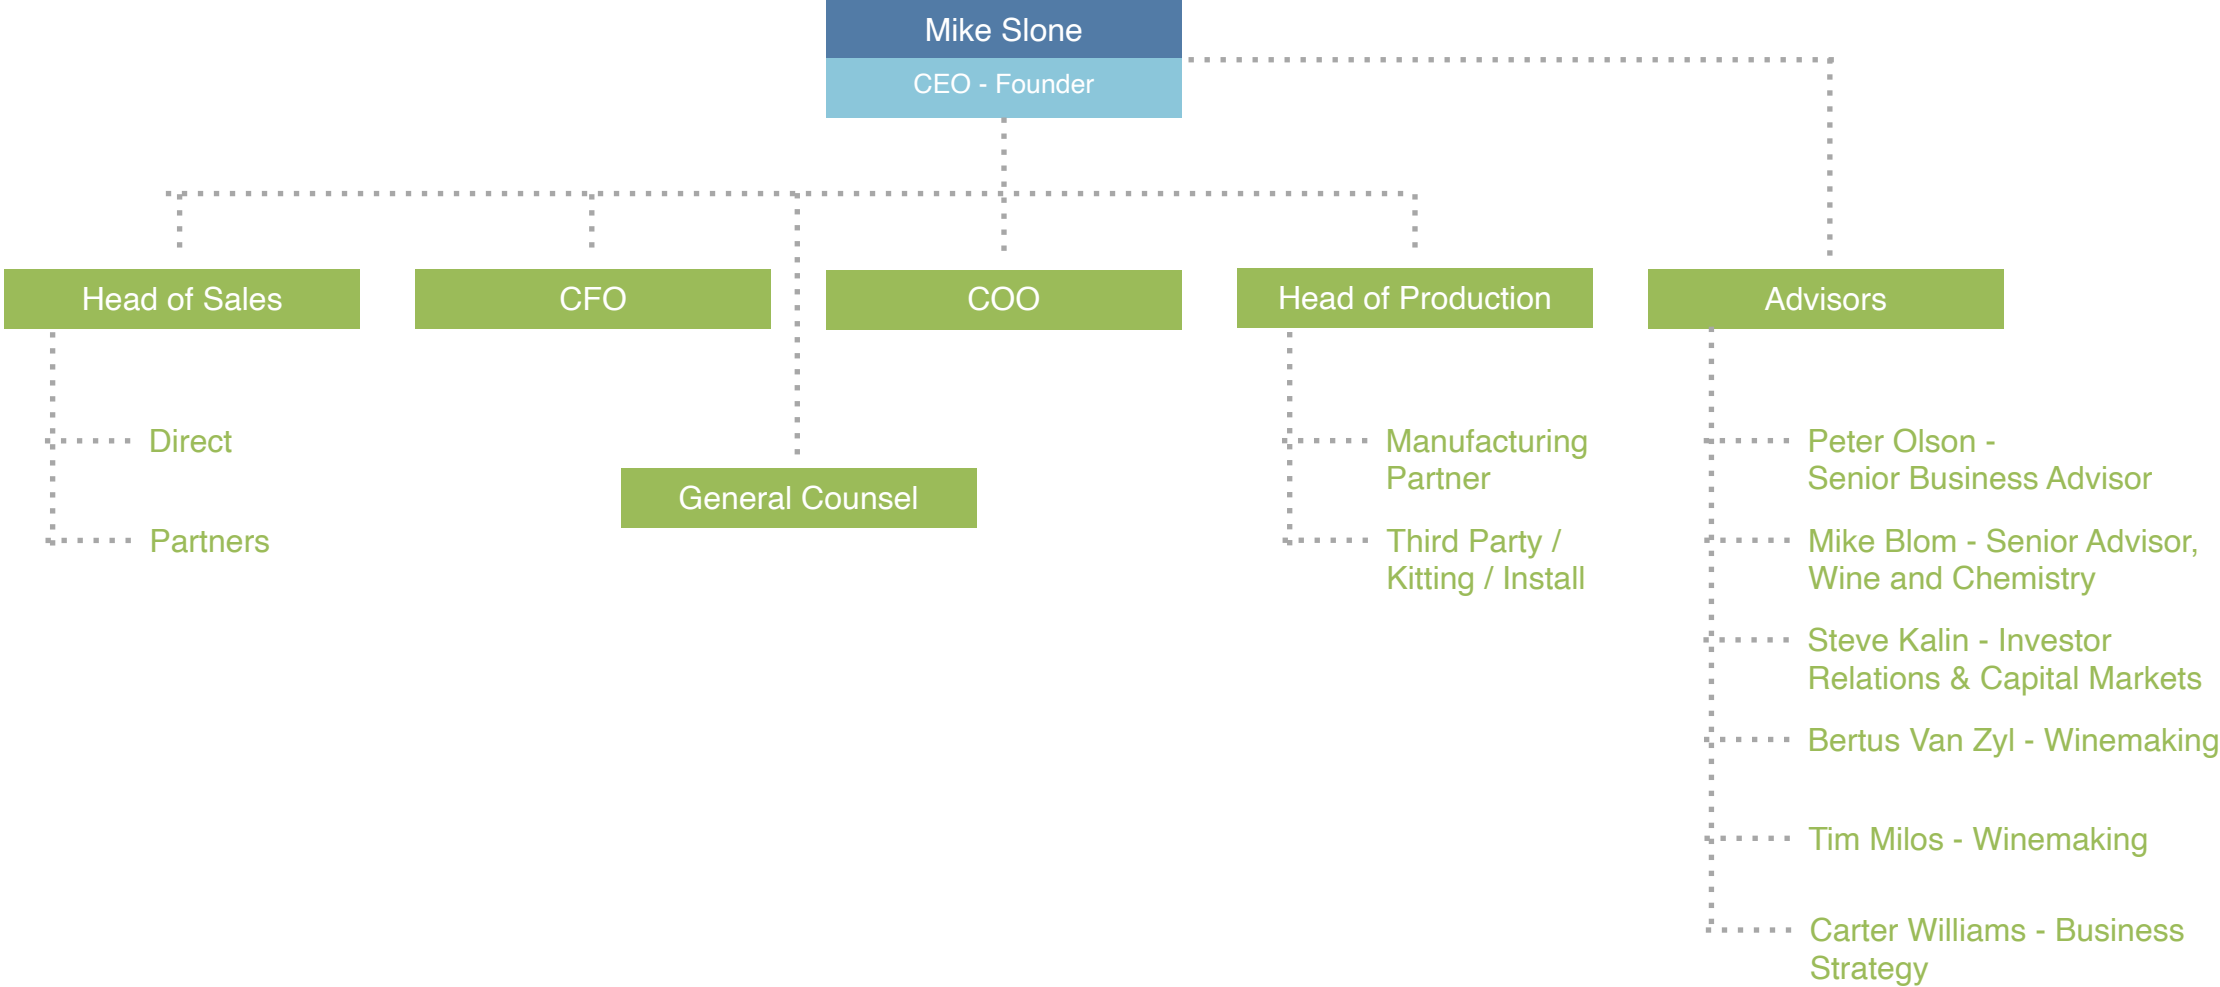 Mike Slone
CEO - Founder
Head of Sales
CFO
COO
Head of Production
Advisors
Direct
Partners
General Counsel
Manufacturing
Partner
Third Party /
Kitting / Install
Peter Olson -
Senior Business Advisor
Mike Blom - Senior Advisor,
Wine and Chemistry
Steve Kalin - Investor
Relations & Capital Markets
Bertus Van Zyl - Winemaking
Tim Milos - Winemaking
Carter Williams - Business
Strategy